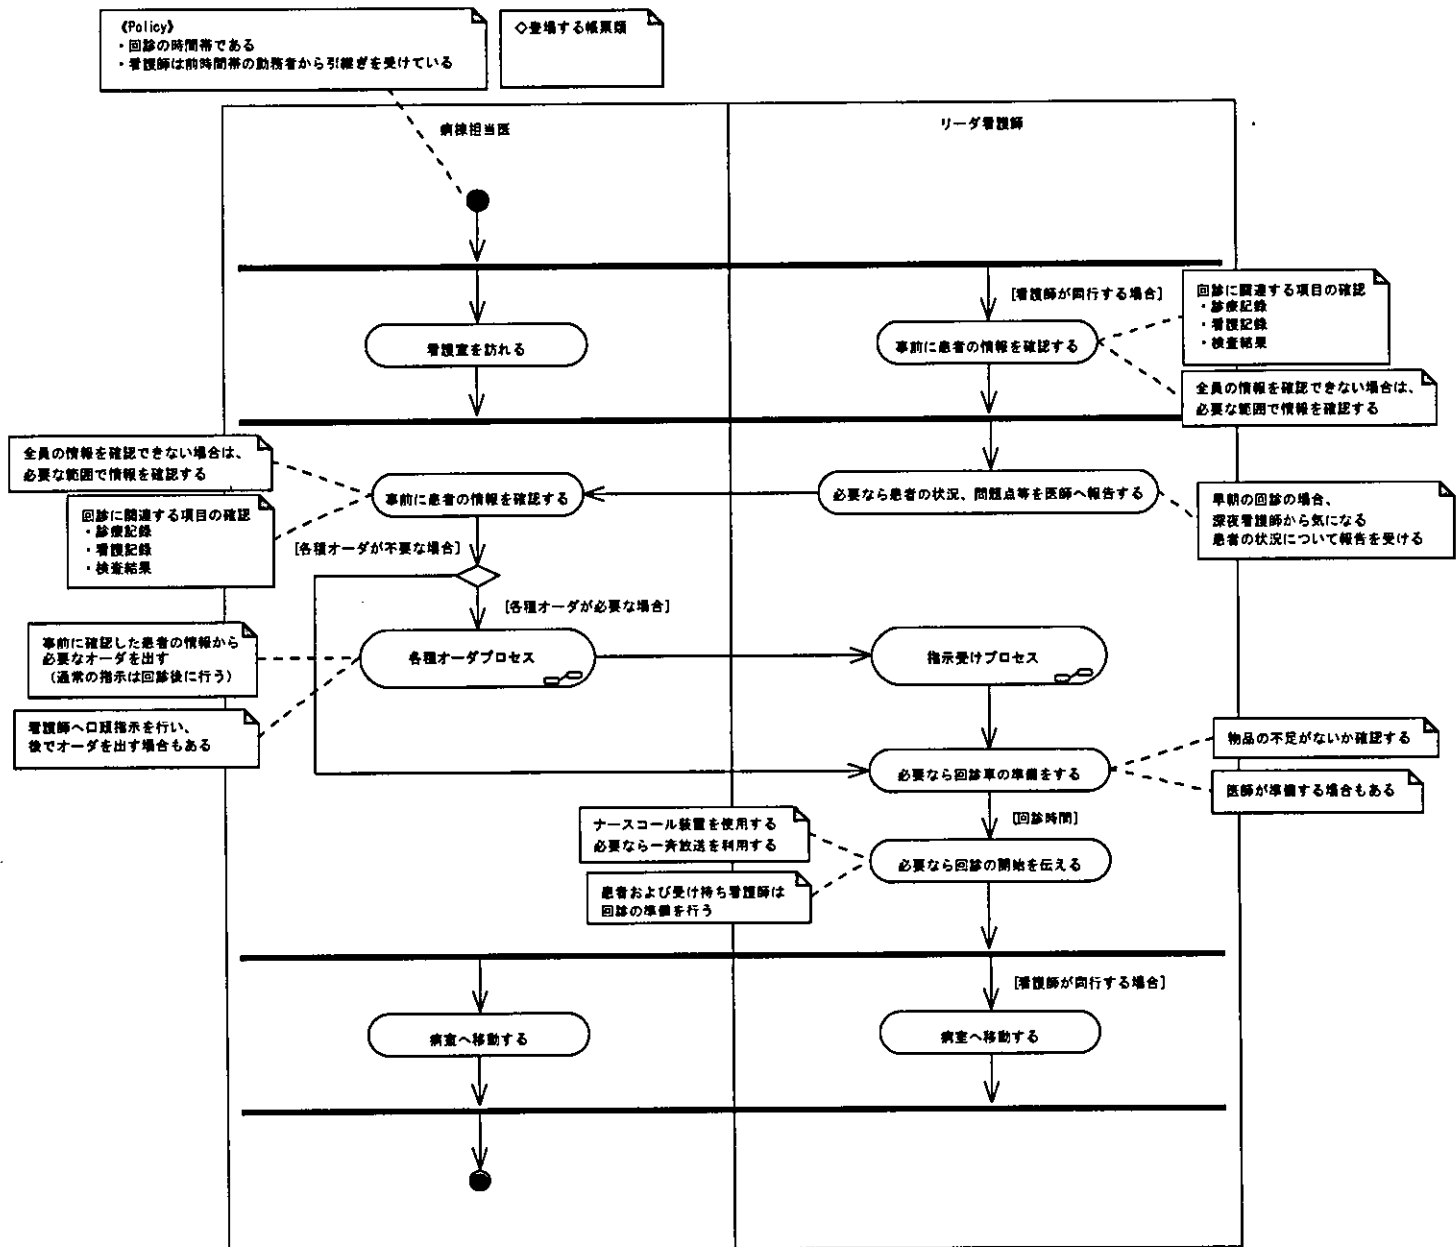 《Policy》
・回診の時間帯である
・看護師は前時間帯の勤務者から引継ぎを受けている
◇登場する帳票類
病棟担当医
リーダ看護師
[看護師が同行する場合]
回診に関連する項目の確認
・診療記録
・看護記録
・検査結果
看護室を訪れる
事前に患者の情報を確認する
全員の情報を確認できない場合は、
必要な範囲で情報を確認する
全員の情報を確認できない場合は、
必要な範囲で情報を確認する
事前に患者の情報を確認する
必要なら患者の状況、問題点等を医師へ報告する
早朝の回診の場合、
深夜看護師から気になる
患者の状況について報告を受ける
回診に関連する項目の確認
・診療記録
・看護記録
・検査結果
[各種オーダが不要な場合]
[各種オーダが必要な場合]
事前に確認した患者の情報から
必要なオーダを出す
（通常の指示は回診後に行う）
各種オーダプロセス
指示受けプロセス
看護師へ口頭指示を行い、
後でオーダを出す場合もある
物品の不足がないか確認する
必要なら回診車の準備をする
医師が準備する場合もある
[回診時間]
ナースコール装置を使用する
必要なら一斉放送を利用する
必要なら回診の開始を伝える
患者および受け持ち看護師は
回診の準備を行う
[看護師が同行する場合]
病室へ移動する
病室へ移動する